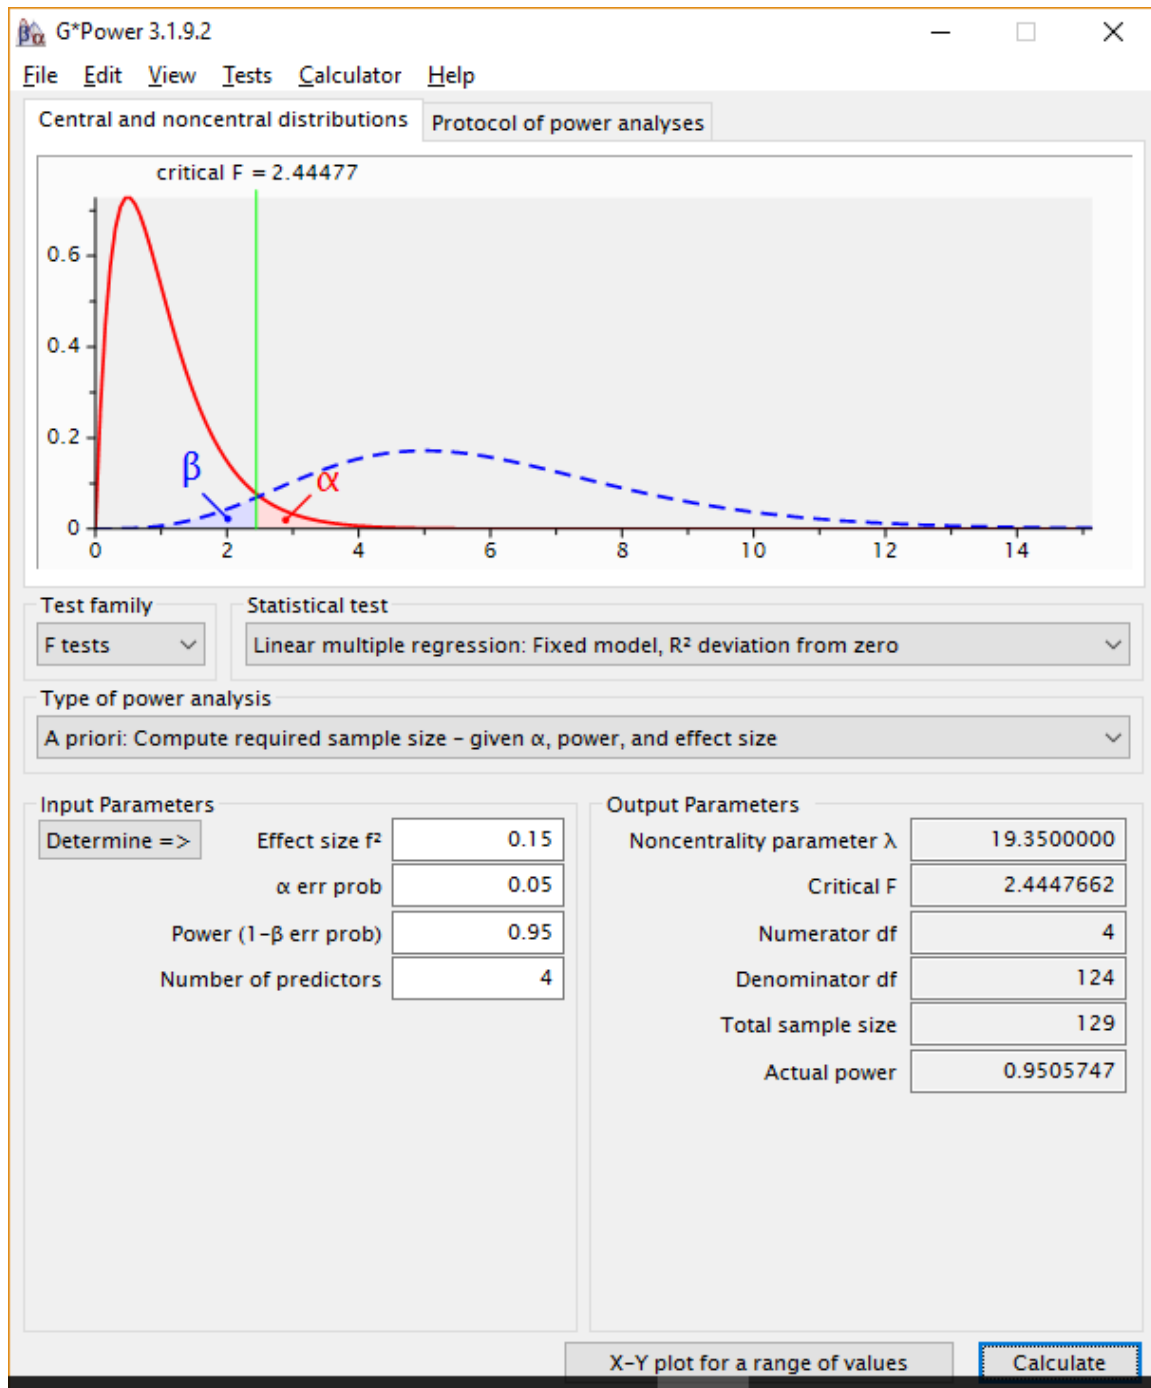 G*Power 3.1.9.2
File Edit View Tests Calculator Help
Central and noncentral distributions Protocol of power analyses
critical F = 2.44477
0.6
0.4
0.2
0
β
α
0 2 4 6 8 10 12 14
Test family Statistical test
F tests Linear multiple regression: Fixed model, R² deviation from zero
Type of power analysis
A priori: Compute required sample size – given α, power, and effect size
Input Parameters
Determine =>
Effect size f² 0.15
α err prob 0.05
Power (1–β err prob) 0.95
Number of predictors 4
Output Parameters
Noncentrality parameter λ 19.3500000
Critical F 2.4447662
Numerator df 4
Denominator df 124
Total sample size 129
Actual power 0.9505747
X–Y plot for a range of values Calculate